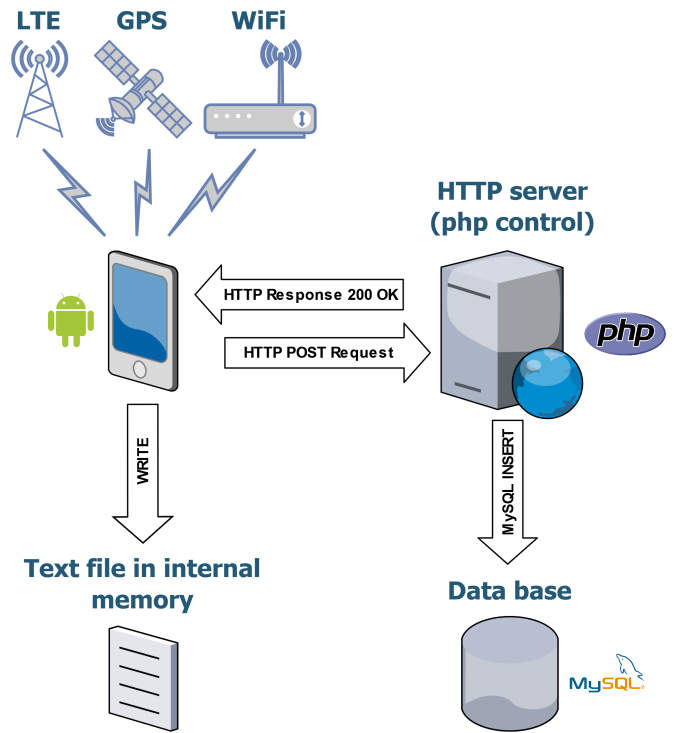 LTE
GPS
WiFi
HTTP server
(php control)
HTTP Response 200 OK
HTTP POST Request
php
WRITE
MySQL INSERT
Text file in internal
memory
Data base
MySQL